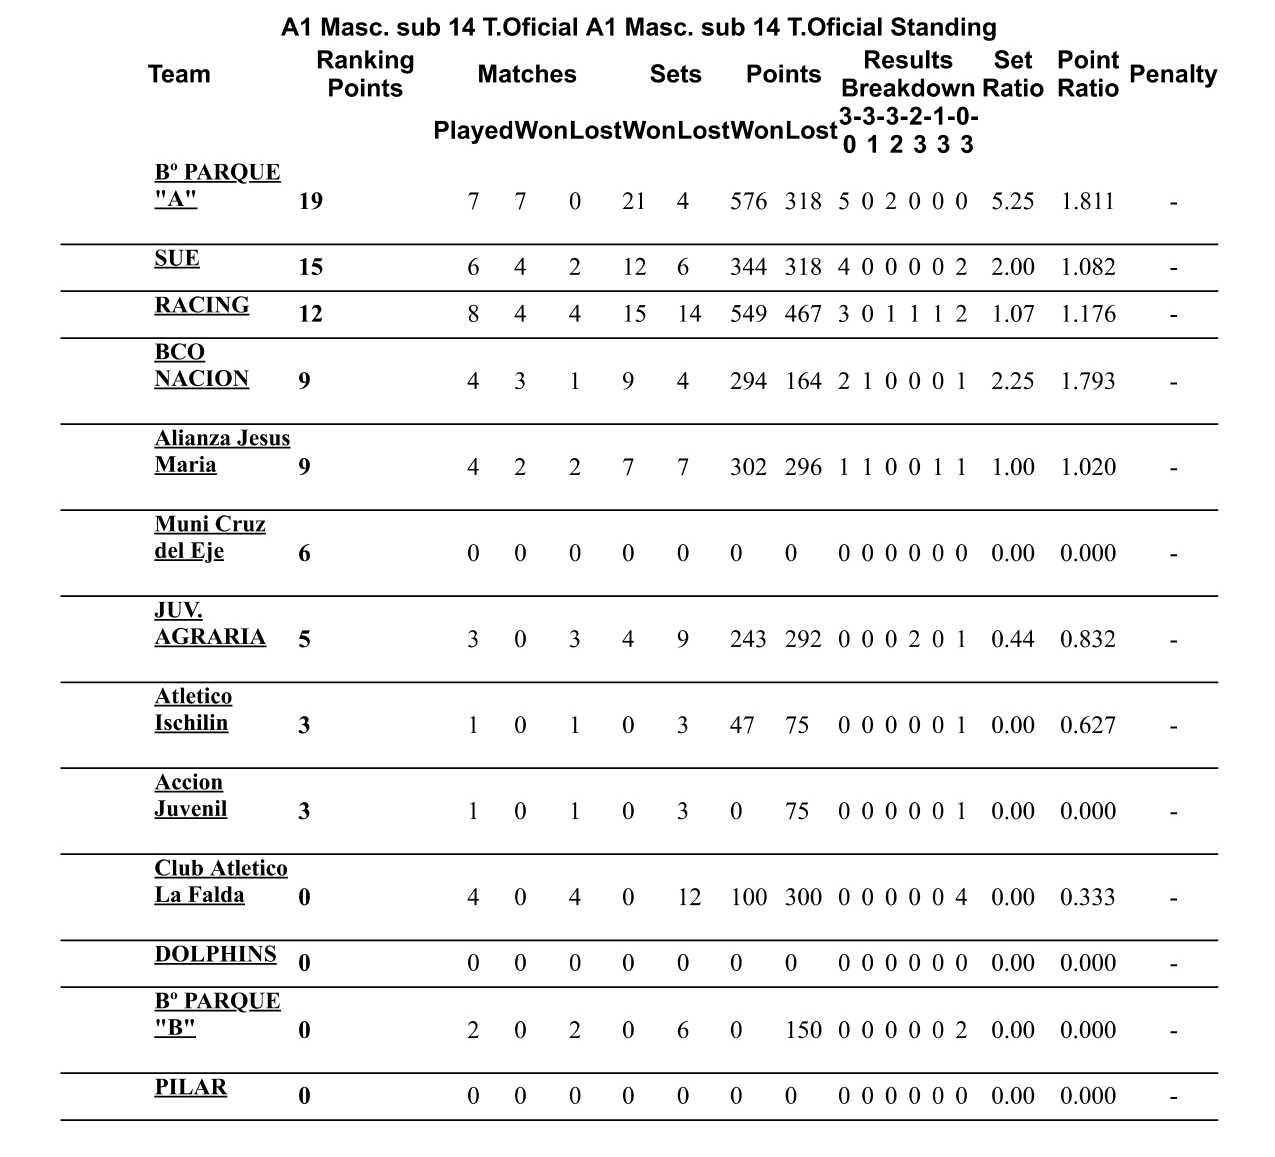 A1 Masc. sub 14 T.Oficial A1 Masc. sub 14 T.Oficial Standing
Team Ranking Points Matches Sets Points Results Breakdown Set Ratio Point Ratio Penalty
Played Won Lost Won Lost Won Lost 3-0 3-1 3-2 2-3 1-3 0-3
Bº PARQUE "A" 19 7 7 0 21 4 576 318 5 0 2 0 0 0 5.25 1.811 -
SUE 15 6 4 2 12 6 344 318 4 0 0 0 0 2 2.00 1.082 -
RACING 12 8 4 4 15 14 549 467 3 0 1 1 1 2 1.07 1.176 -
BCO NACION 9 4 3 1 9 4 294 164 2 1 0 0 0 1 2.25 1.793 -
Alianza Jesus Maria 9 4 2 2 7 7 302 296 1 1 0 0 1 1 1.00 1.020 -
Muni Cruz del Eje 6 0 0 0 0 0 0 0 0 0 0 0 0 0 0.00 0.000 -
JUV. AGRARIA 5 3 0 3 4 9 243 292 0 0 0 2 0 1 0.44 0.832 -
Atletico Ischilin 3 1 0 1 0 3 47 75 0 0 0 0 0 1 0.00 0.627 -
Accion Juvenil 3 1 0 1 0 3 0 75 0 0 0 0 0 1 0.00 0.000 -
Club Atletico La Falda 0 4 0 4 0 12 100 300 0 0 0 0 0 4 0.00 0.333 -
DOLPHINS 0 0 0 0 0 0 0 0 0 0 0 0 0 0 0.00 0.000 -
Bº PARQUE "B" 0 2 0 2 0 6 0 150 0 0 0 0 0 2 0.00 0.000 -
PILAR 0 0 0 0 0 0 0 0 0 0 0 0 0 0 0.00 0.000 -